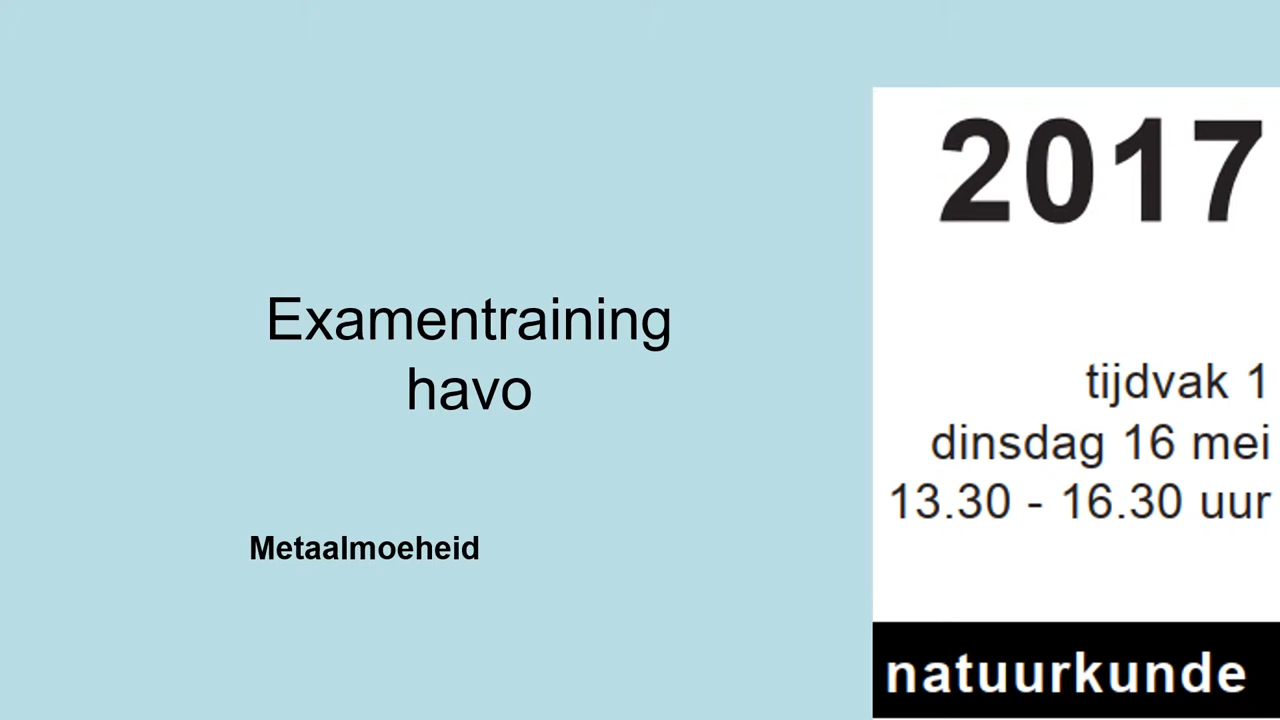 Examentraining
havo
Metaalmoeheid
2017
tijdvak 1
dinsdag 16 mei
13.30 - 16.30 uur
natuurkunde